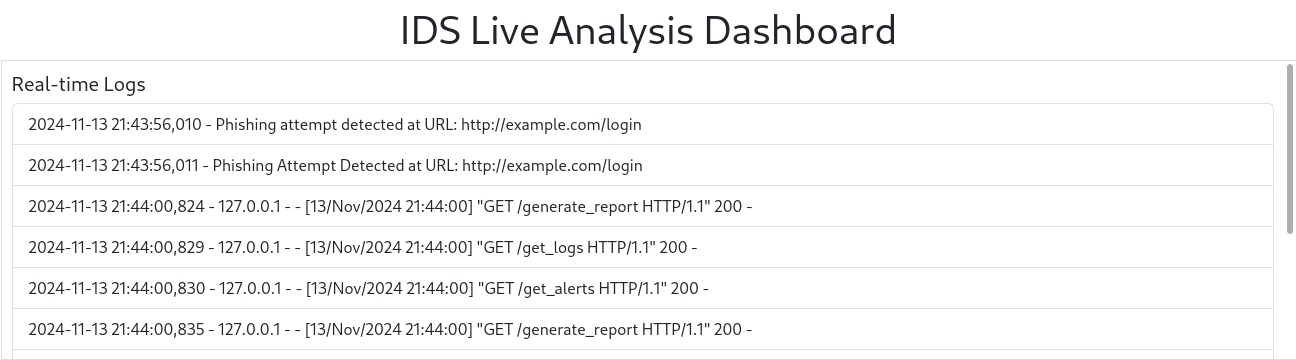 IDS Live Analysis Dashboard
Real-time Logs
2024-11-13 21:43:56,010 - Phishing attempt detected at URL: http://example.com/login
2024-11-13 21:43:56,011 - Phishing Attempt Detected at URL: http://example.com/login
2024-11-13 21:44:00,824 - 127.0.0.1 - - [13/Nov/2024 21:44:00] "GET /generate_report HTTP/1.1" 200 -
2024-11-13 21:44:00,829 - 127.0.0.1 - - [13/Nov/2024 21:44:00] "GET /get_logs HTTP/1.1" 200 -
2024-11-13 21:44:00,830 - 127.0.0.1 - - [13/Nov/2024 21:44:00] "GET /get_alerts HTTP/1.1" 200 -
2024-11-13 21:44:00,835 - 127.0.0.1 - - [13/Nov/2024 21:44:00] "GET /generate_report HTTP/1.1" 200 -